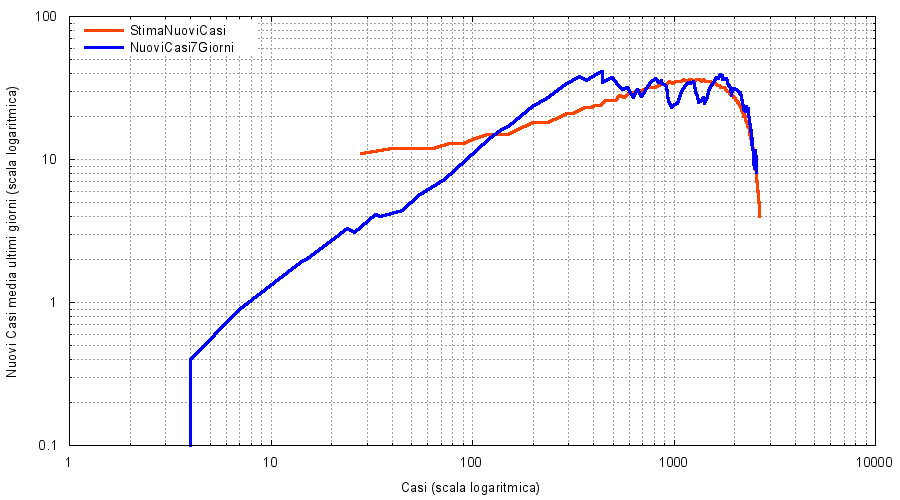 100
StimaNuoviCasi
NuoviCasi7Giorni
10
1
0.1
Nuovi Casi media ultimi giorni (scala logaritmica)
1
10
100
1000
10000
Casi (scala logaritmica)